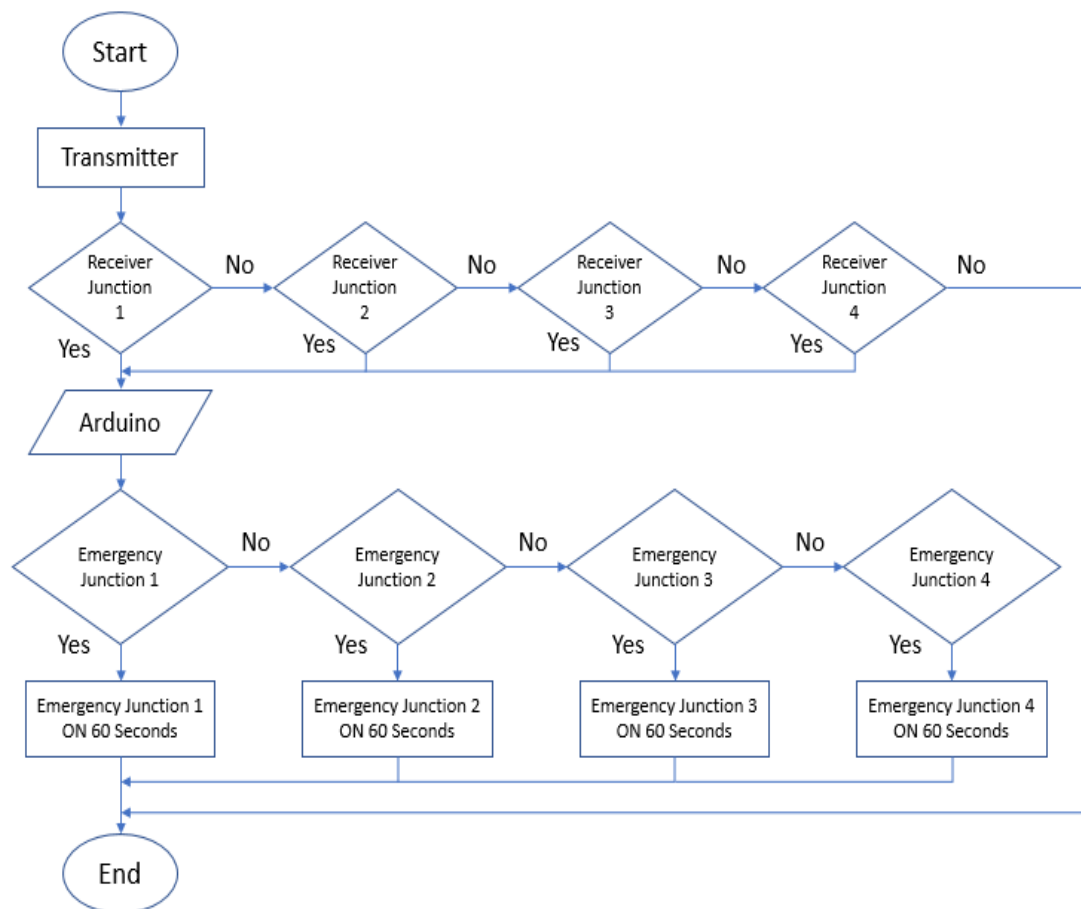 Start
Transmitter
Receiver
Junction
1
No
Receiver
Junction
2
No
Receiver
Junction
3
No
Receiver
Junction
4
No
Yes
Yes
Yes
Yes
Arduino
Emergency
Junction 1
No
Emergency
Junction 2
No
Emergency
Junction 3
No
Emergency
Junction 4
Yes
Yes
Yes
Yes
Emergency Junction 1
ON 60 Seconds
Emergency Junction 2
ON 60 Seconds
Emergency Junction 3
ON 60 Seconds
Emergency Junction 4
ON 60 Seconds
End